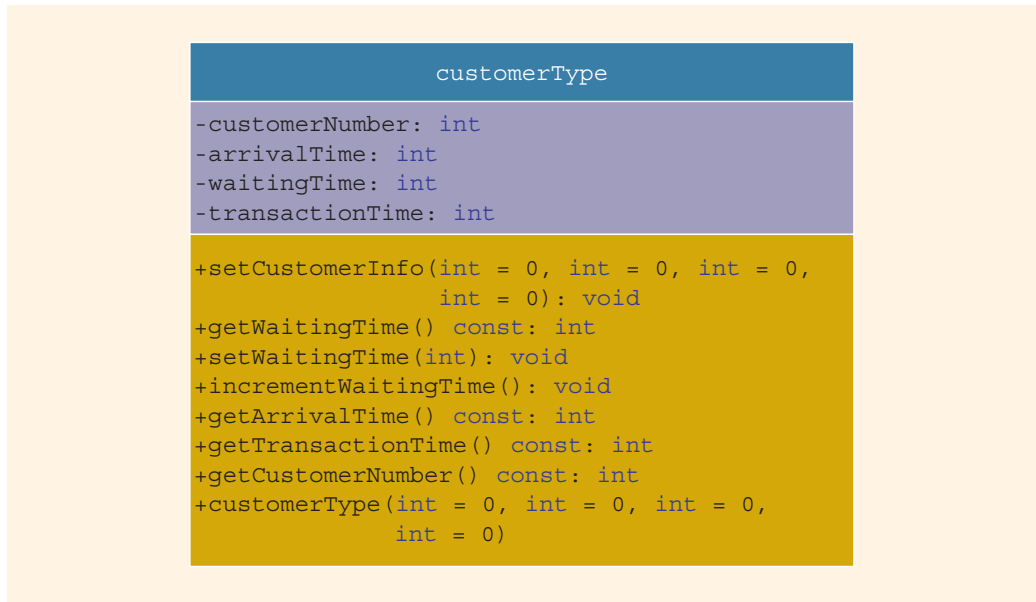 customerType
-customerNumber: int
-arrivalTime: int
-waitingTime: int
-transactionTime: int
+setCustomerInfo(int = 0, int = 0, int = 0,
int = 0): void
+getWaitingTime() const: int
+setWaitingTime(int): void
+incrementWaitingTime(): void
+getArrivalTime() const: int
+getTransactionTime() const: int
+getCustomerNumber() const: int
+customerType(int = 0, int = 0, int = 0,
int = 0)